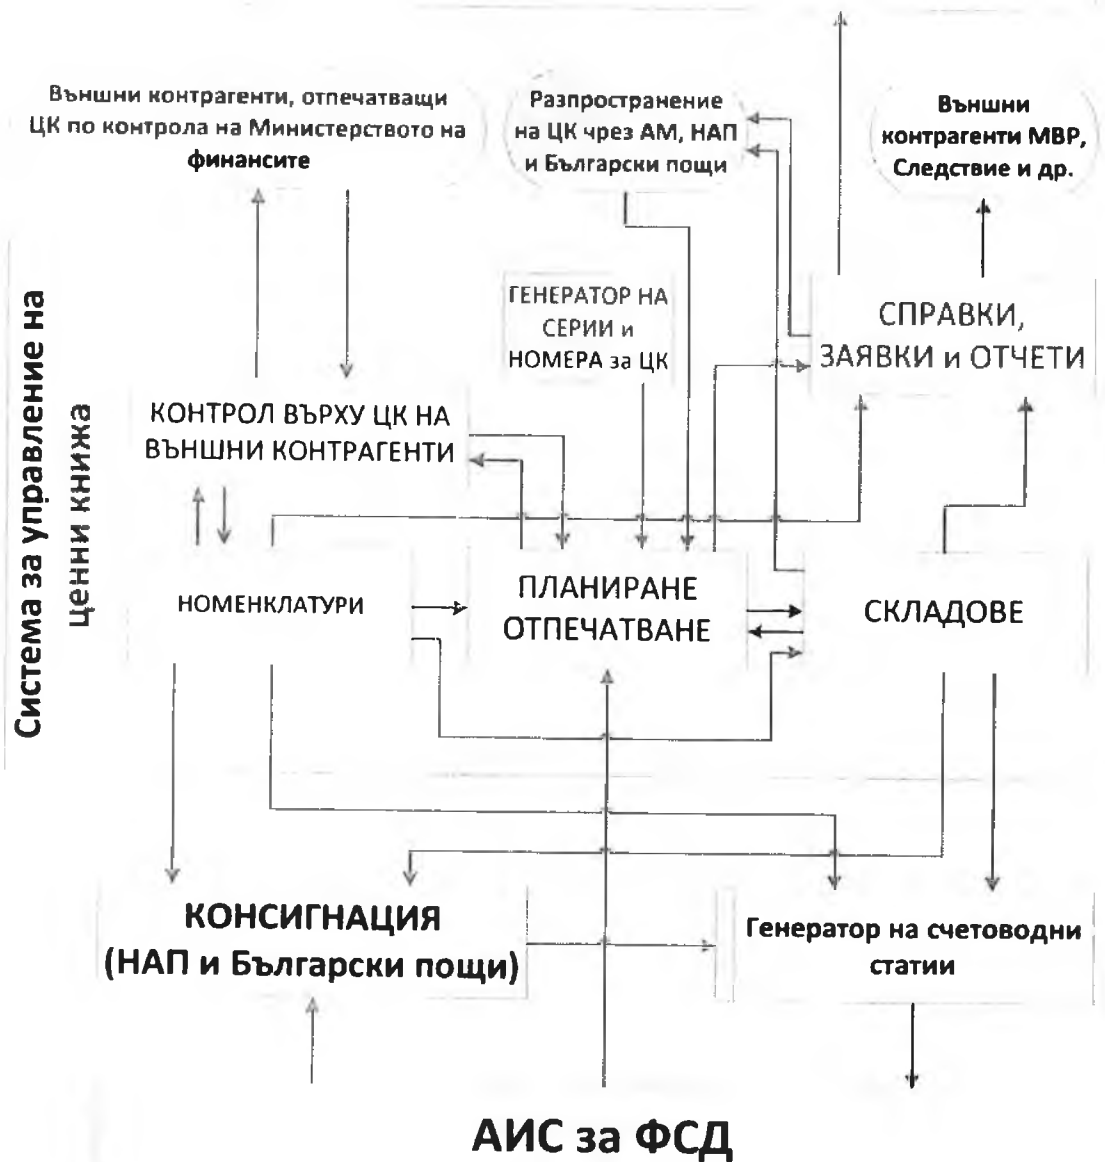 Външни контрагенти, отпечатващи
ЦК по контрола на Министерството на
финансите
Разпространение
на ЦК чрез АМ, НАП
и Български пощи
Външни
контрагенти МВР,
Следствие и др.
Система за управление на
ценни книжа
ГЕНЕРАТОР НА
СЕРИИ и
НОМЕРА за ЦК
СПРАВКИ,
ЗАЯВКИ и ОТЧЕТИ
КОНТРОЛ ВЪРХУ ЦК НА
ВЪНШНИ КОНТРАГЕНТИ
НОМЕНКЛАТУРИ
ПЛАНИРАНЕ
ОТПЕЧАТВАНЕ
СКЛАДОВЕ
КОНСИГНАЦИЯ
(НАП и Български пощи)
Генератор на счетоводни
статии
АИС за ФСД